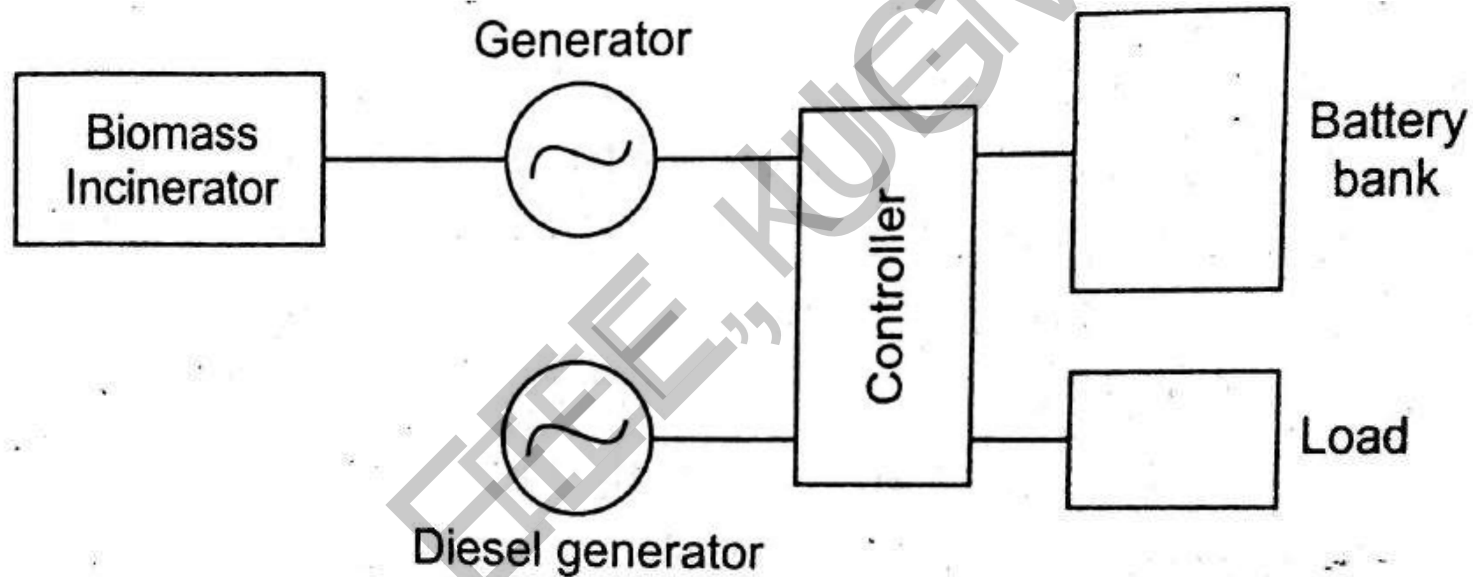 Generator
Biomass
Incinerator
Controller
Battery
bank
Load
Diesel generator